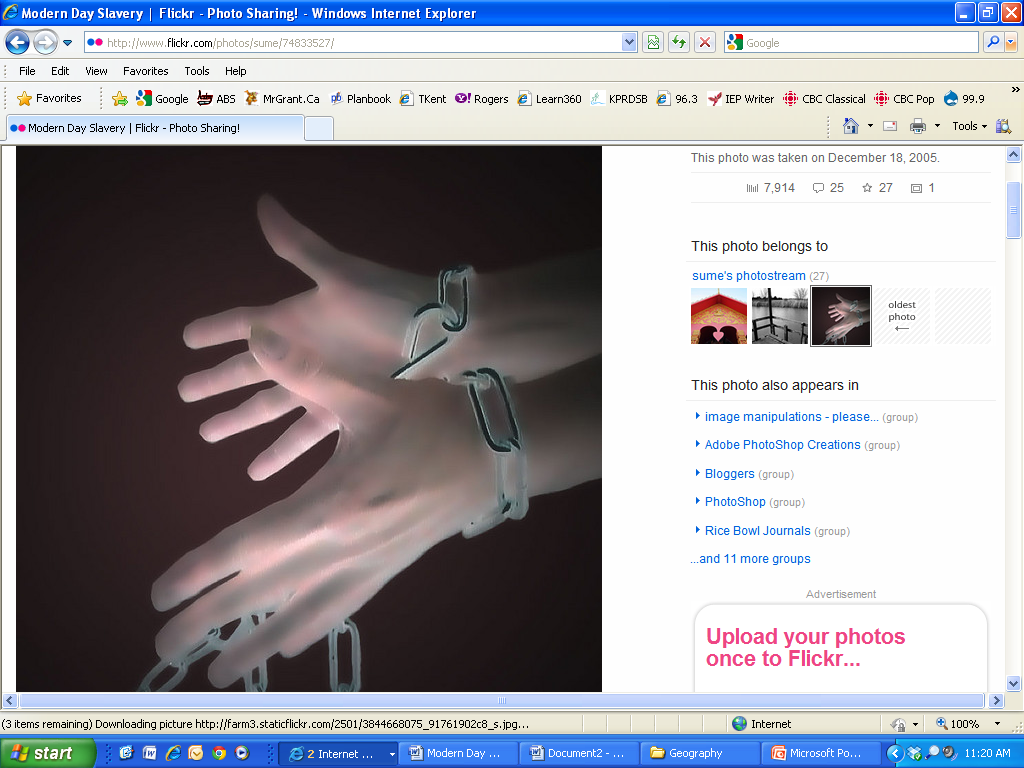 Modern Day Slavery | Flickr - Photo Sharing! - Windows Internet Explorer
http://www.flickr.com/photos/sume/74833527/
Google
File Edit View Favorites Tools Help
Favorites Google ABS MrGrant.Ca Planbook TKent Rogers Learn360 KPRDSB 96.3 IEP Writer CBC Classical CBC Pop 99.9
Modern Day Slavery | Flickr - Photo Sharing!
Tools
This photo was taken on December 18, 2005.
7,914 25 27 1
This photo belongs to
sume's photostream (27)
oldest
photo
←
This photo also appears in
image manipulations - please... (group)
Adobe PhotoShop Creations (group)
Bloggers (group)
PhotoShop (group)
Rice Bowl Journals (group)
...and 11 more groups
Advertisement
Upload your photos
once to Flickr...
(3 items remaining) Downloading picture http://farm3.staticflickr.com/2501/3844668075_91761902c8_s.jpg...
Internet
100%
start
2 Internet ...
Modern Day ...
Document2 - ...
Geography
Microsoft Po...
11:20 AM